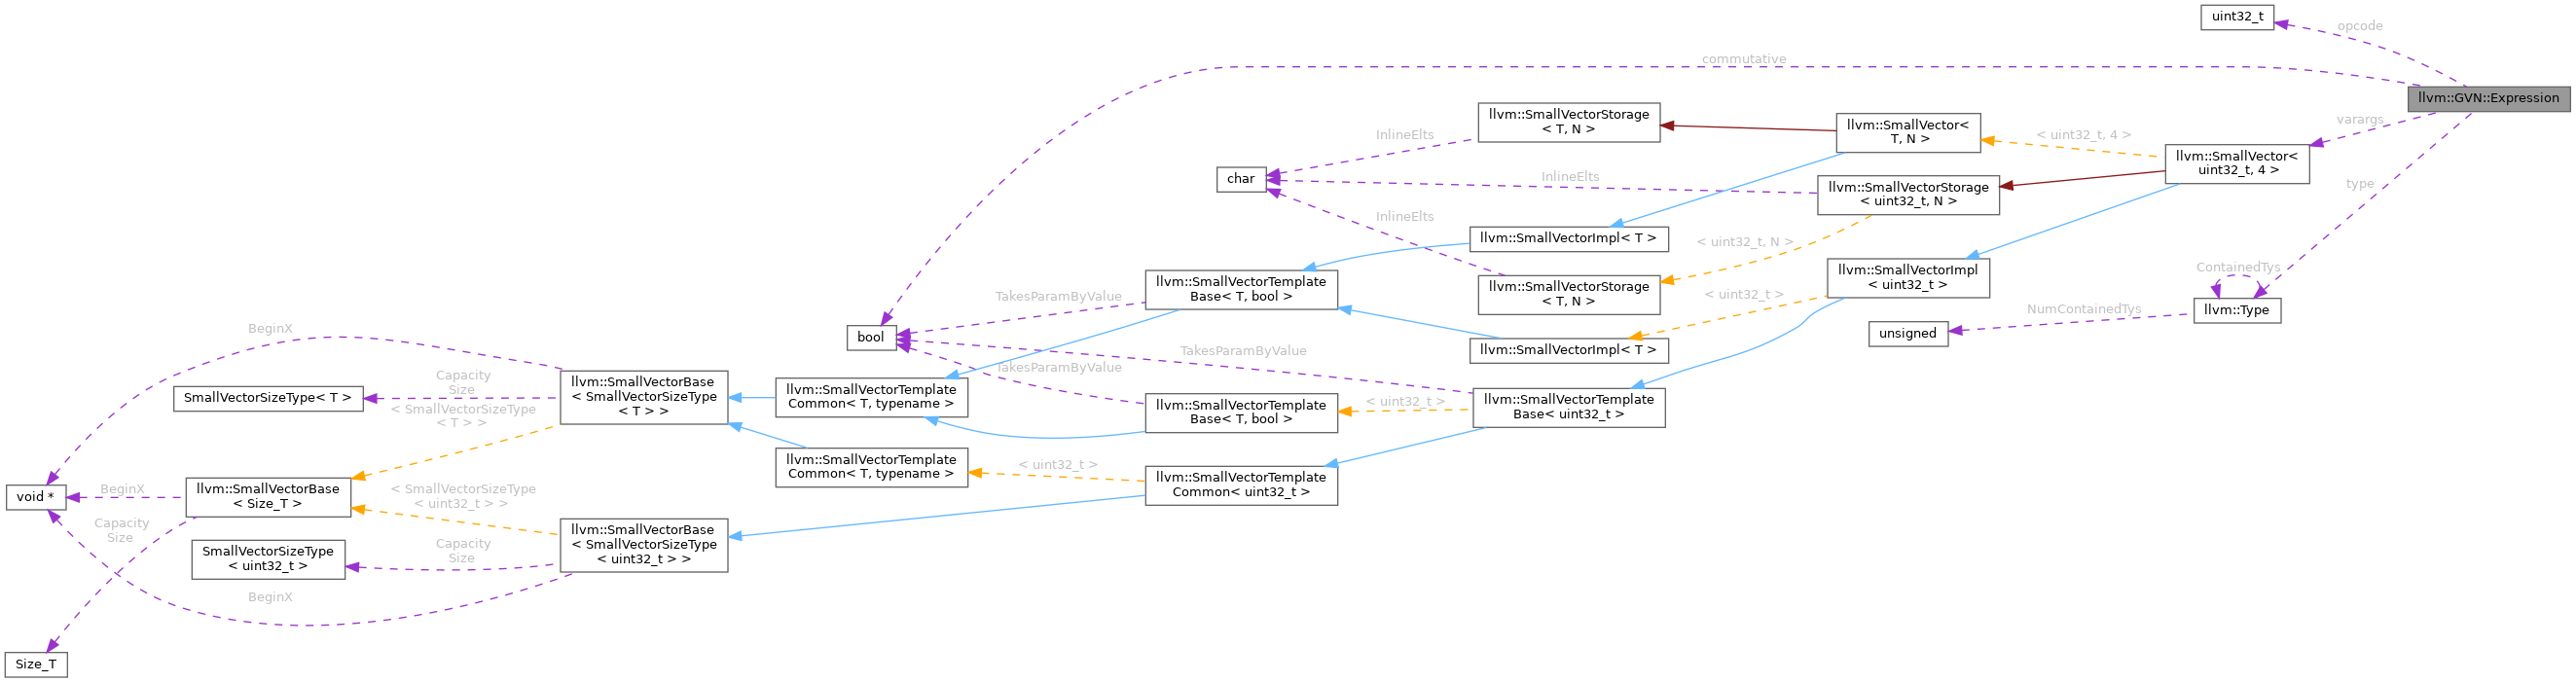 uint32_t
opcode
commutative
llvm::GVN::Expression
varargs
type
llvm::SmallVectorStorage
< T, N >
InlineElts
llvm::SmallVector<
T, N >
< uint32_t, 4 >
llvm::SmallVector<
uint32_t, 4 >
char
InlineElts
llvm::SmallVectorStorage
< uint32_t, N >
InlineElts
llvm::SmallVectorImpl< T >
< uint32_t, N >
llvm::SmallVectorTemplate
Base< T, bool >
llvm::SmallVectorStorage
< T, N >
llvm::SmallVectorImpl
< uint32_t >
ContainedTys
llvm::Type
NumContainedTys
unsigned
< uint32_t >
TakesParamByValue
bool
BeginX
llvm::SmallVectorImpl< T >
TakesParamByValue
TakesParamByValue
SmallVectorSizeType< T >
Capacity
Size
llvm::SmallVectorBase
< SmallVectorSizeType
< T > >
llvm::SmallVectorTemplate
Common< T, typename >
< SmallVectorSizeType
< T > >
llvm::SmallVectorTemplate
Base< T, bool >
< uint32_t >
llvm::SmallVectorTemplate
Base< uint32_t >
llvm::SmallVectorTemplate
Common< T, typename >
< uint32_t >
llvm::SmallVectorTemplate
Common< uint32_t >
void *
BeginX
llvm::SmallVectorBase
< Size_T >
< SmallVectorSizeType
< uint32_t > >
Capacity
Size
SmallVectorSizeType
< uint32_t >
Capacity
Size
llvm::SmallVectorBase
< SmallVectorSizeType
< uint32_t > >
BeginX
Size_T